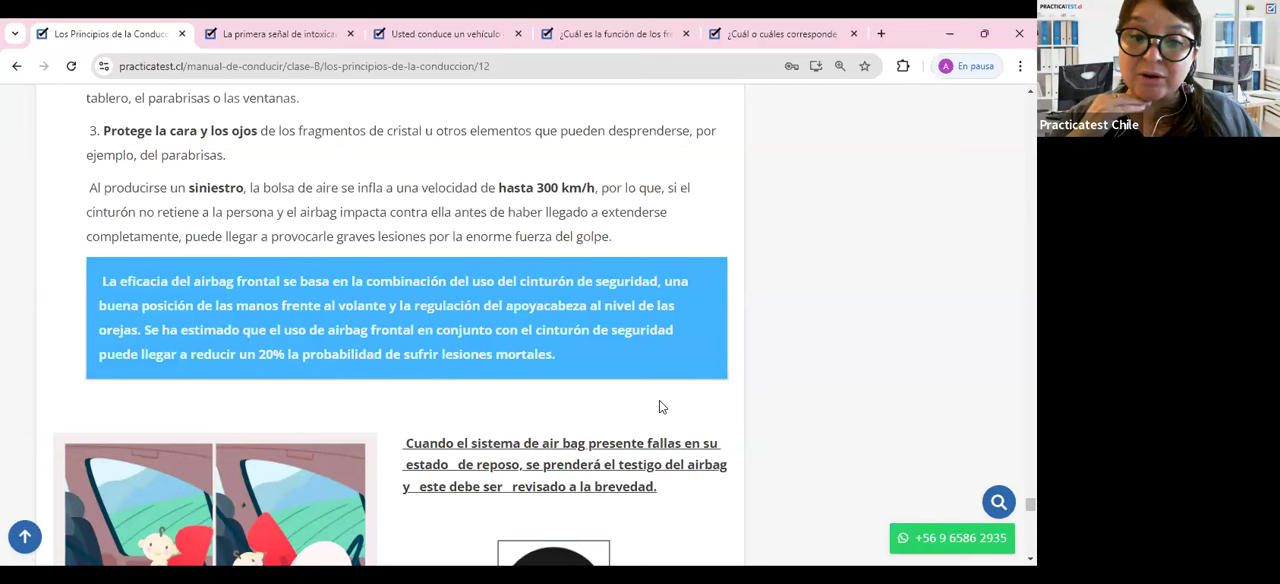 Los Principios de la Conducc
La primera señal de intoxica
Usted conduce un vehículo
¿Cuál es la función de los fre
¿Cuál o cuáles corresponde
practicatest.cl/manual-de-conducir/clase-B/los-principios-de-la-conduccion/12
A En pausa
PRACTICATEST.cl
Practicatest Chile
tablero, el parabrisas o las ventanas.
3. Protege la cara y los ojos de los fragmentos de cristal u otros elementos que pueden desprenderse, por
ejemplo, del parabrisas.
Al producirse un siniestro, la bolsa de aire se infla a una velocidad de hasta 300 km/h, por lo que, si el
cinturón no retiene a la persona y el airbag impacta contra ella antes de haber llegado a extenderse
completamente, puede llegar a provocarle graves lesiones por la enorme fuerza del golpe.
La eficacia del airbag frontal se basa en la combinación del uso del cinturón de seguridad, una
buena posición de las manos frente al volante y la regulación del apoyacabeza al nivel de las
orejas. Se ha estimado que el uso de airbag frontal en conjunto con el cinturón de seguridad
puede llegar a reducir un 20% la probabilidad de sufrir lesiones mortales.
Cuando el sistema de air bag presente fallas en su
estado de reposo, se prenderá el testigo del airbag
y este debe ser revisado a la brevedad.
+56 9 6586 2935